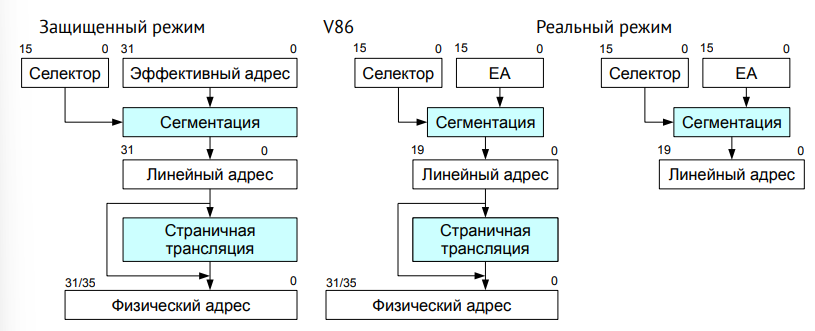 Защищенный режим
V86
Реальный режим
15 0 31 0 15 0 15 0 15 0 15 0
Селектор Эффективный адрес Селектор EA Селектор EA
Сегментация Сегментация Сегментация
31 0 19 0 19 0
Линейный адрес Линейный адрес Линейный адрес
Страничная Страничная
трансляция трансляция
31/35 0 31/35 0
Физический адрес Физический адрес